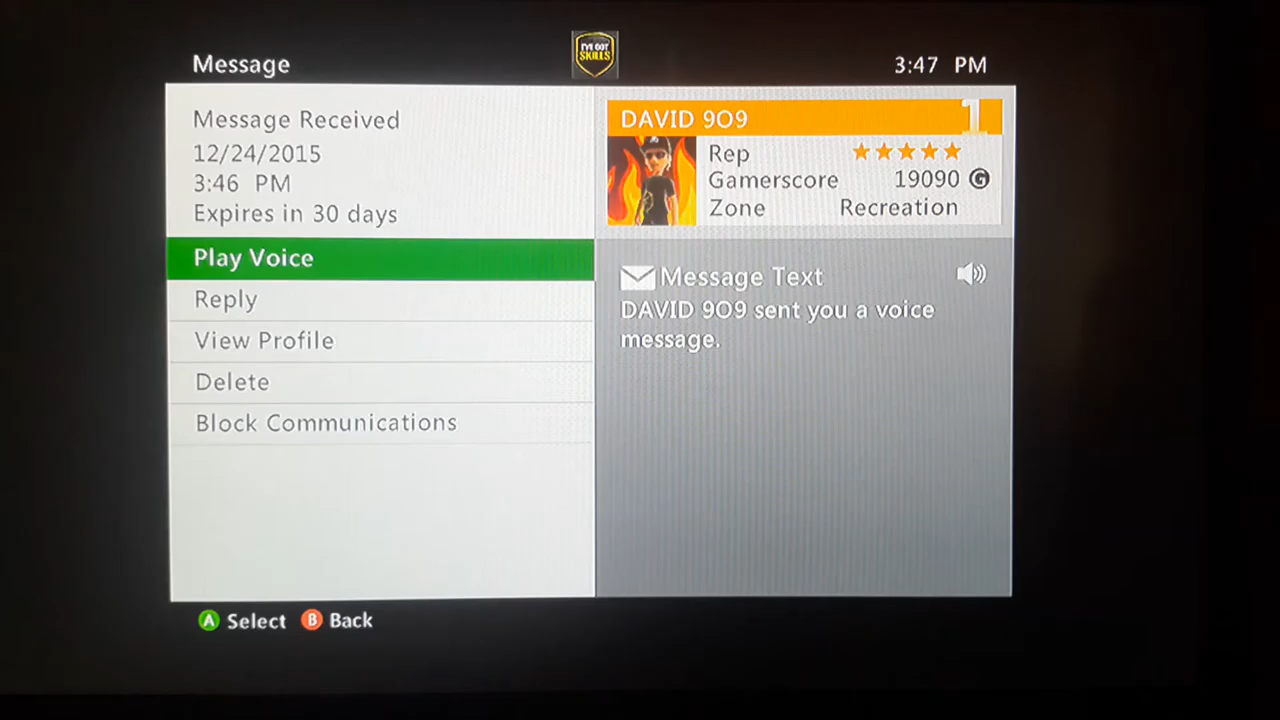 Message
I'VE GOT
SKILLS
3:47 PM
Message Received
12/24/2015
3:46 PM
Expires in 30 days
Play Voice
Reply
View Profile
Delete
Block Communications
DAVID 9O9
1
Rep
Gamerscore 19090 G
Zone Recreation
Message Text
DAVID 9O9 sent you a voice
message.
A Select B Back